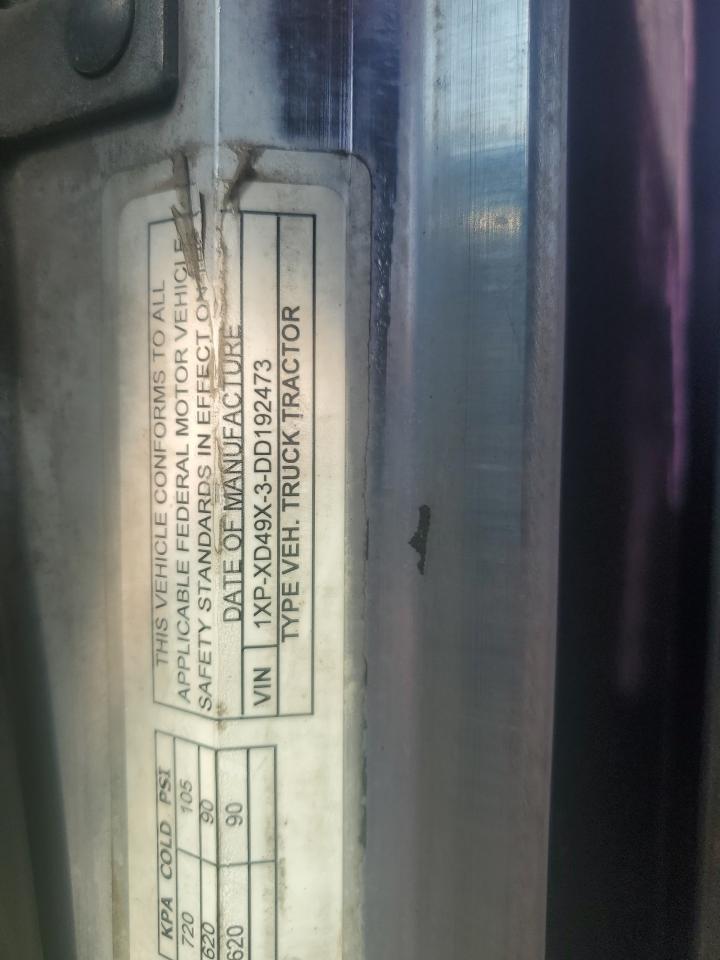 THIS VEHICLE CONFORMS TO ALL
APPLICABLE FEDERAL MOTOR VEHICLE
SAFETY STANDARDS IN EFFECT ON
DATE OF MANUFACTURE
VIN 1XP-XD49X-3-DD192473
TYPE VEH. TRUCK TRACTOR
KPA COLD PSI
720 105
620 90
620 90